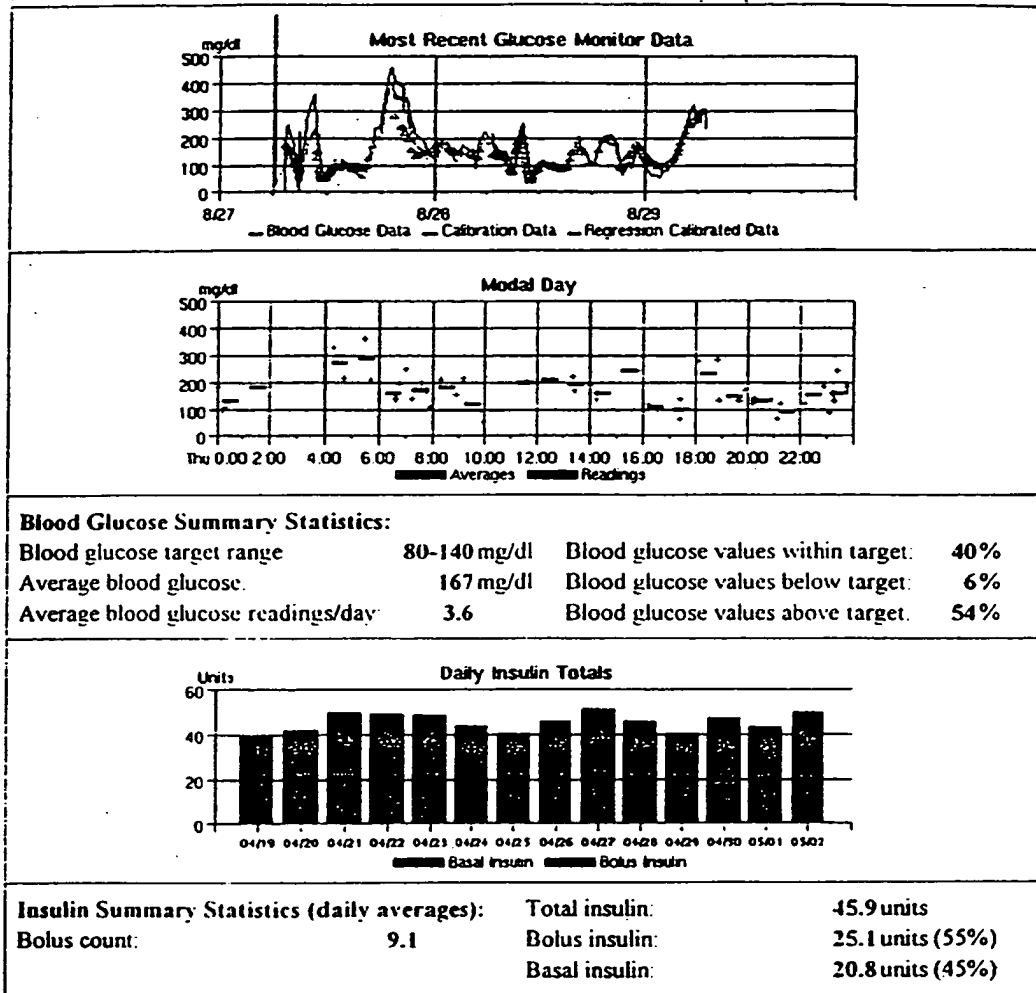 mg/dl Most Recent Glucose Monitor Data
500
400
300
200
100
0
8/27 8/28 8/29
Blood Glucose Data Calibration Data Regression Calibrated Data
mg/dl Modal Day
500
400
300
200
100
0
Thu 0:00 2:00 4:00 6:00 8:00 10:00 12:00 14:00 16:00 18:00 20:00 22:00
Averages Readings
Blood Glucose Summary Statistics:
Blood glucose target range 80-140 mg/dl Blood glucose values within target: 40%
Average blood glucose. 167 mg/dl Blood glucose values below target: 6%
Average blood glucose readings/day: 3.6 Blood glucose values above target. 54%
Units Daily Insulin Totals
60
40
20
0
04/19 04/20 04/21 04/22 04/23 04/24 04/25 04/26 04/27 04/28 04/29 04/30 05/01 05/02
Basal Insulin Bolus Insulin
Insulin Summary Statistics (daily averages): Total insulin: 45.9 units
Bolus count: 9.1 Bolus insulin: 25.1 units (55%)
Basal insulin: 20.8 units (45%)